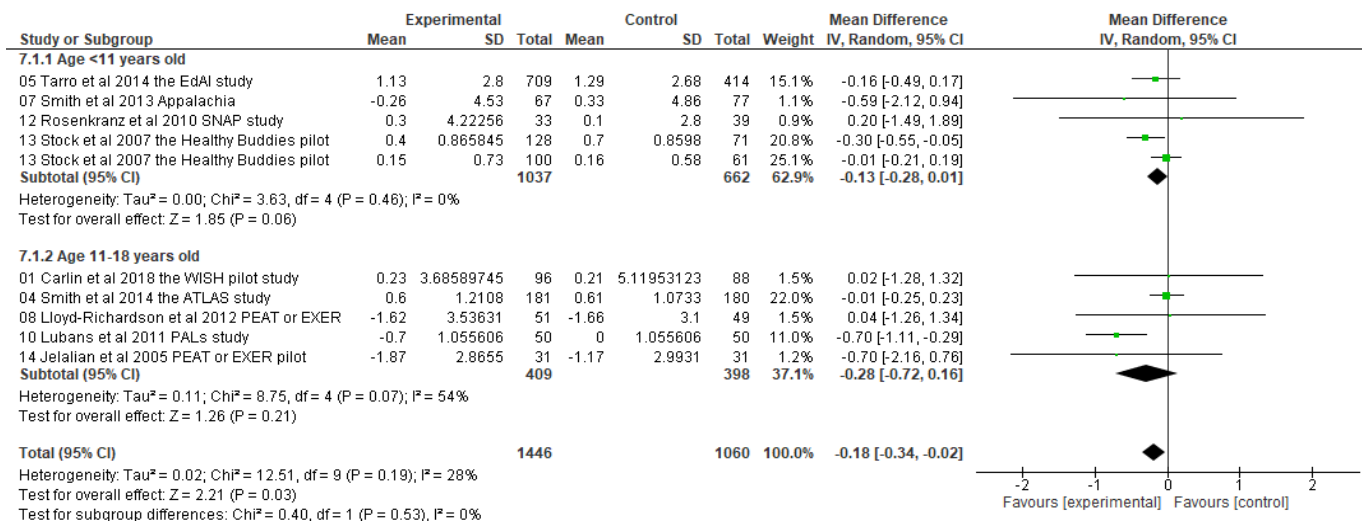 Experimental Control Mean Difference Mean Difference
Study or Subgroup Mean SD Total Mean SD Total Weight IV, Random, 95% CI IV, Random, 95% CI
7.1.1 Age <11 years old
05 Tarro et al 2014 the EdAl study 1.13 2.8 709 1.29 2.68 414 15.1% -0.16 [-0.49, 0.17]
07 Smith et al 2013 Appalachia -0.26 4.53 67 0.33 4.86 77 1.1% -0.59 [-2.12, 0.94]
12 Rosenkranz et al 2010 SNAP study 0.3 4.22256 33 0.1 2.8 39 0.9% 0.20 [-1.49, 1.89]
13 Stock et al 2007 the Healthy Buddies pilot 0.4 0.865845 128 0.7 0.8598 71 20.8% -0.30 [-0.55, -0.05]
13 Stock et al 2007 the Healthy Buddies pilot 0.15 0.73 100 0.16 0.58 61 25.1% -0.01 [-0.21, 0.19]
Subtotal (95% CI) 1037 662 62.9% -0.13 [-0.28, 0.01]
Heterogeneity: Tau² = 0.00; Chi² = 3.63, df = 4 (P = 0.46); I² = 0%
Test for overall effect: Z = 1.85 (P = 0.06)
7.1.2 Age 11-18 years old
01 Carlin et al 2018 the WISH pilot study 0.23 3.68589745 96 0.21 5.11953123 88 1.5% 0.02 [-1.28, 1.32]
04 Smith et al 2014 the ATLAS study 0.6 1.2108 181 0.61 1.0733 180 22.0% -0.01 [-0.25, 0.23]
08 Lloyd-Richardson et al 2012 PEAT or EXER -1.62 3.53631 51 -1.66 3.1 49 1.5% 0.04 [-1.26, 1.34]
10 Lubans et al 2011 PALs study -0.7 1.055606 50 0 1.055606 50 11.0% -0.70 [-1.11, -0.29]
14 Jelalian et al 2005 PEAT or EXER pilot -1.87 2.8655 31 -1.17 2.9931 31 1.2% -0.70 [-2.16, 0.76]
Subtotal (95% CI) 409 398 37.1% -0.28 [-0.72, 0.16]
Heterogeneity: Tau² = 0.11; Chi² = 8.75, df = 4 (P = 0.07); I² = 54%
Test for overall effect: Z = 1.26 (P = 0.21)
Total (95% CI) 1446 1060 100.0% -0.18 [-0.34, -0.02]
Heterogeneity: Tau² = 0.02; Chi² = 12.51, df = 9 (P = 0.19); I² = 28%
Test for overall effect: Z = 2.21 (P = 0.03)
Test for subgroup differences: Chi² = 0.40, df = 1 (P = 0.53), I² = 0%
-2 -1 0 1 2
Favours [experimental] Favours [control]